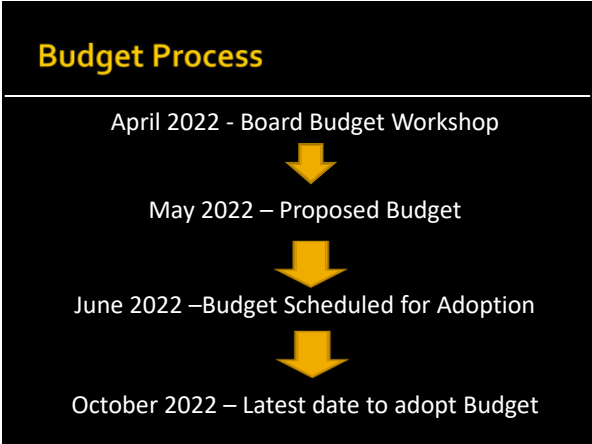 Budget Process
April 2022 - Board Budget Workshop
May 2022 – Proposed Budget
June 2022 –Budget Scheduled for Adoption
October 2022 – Latest date to adopt Budget